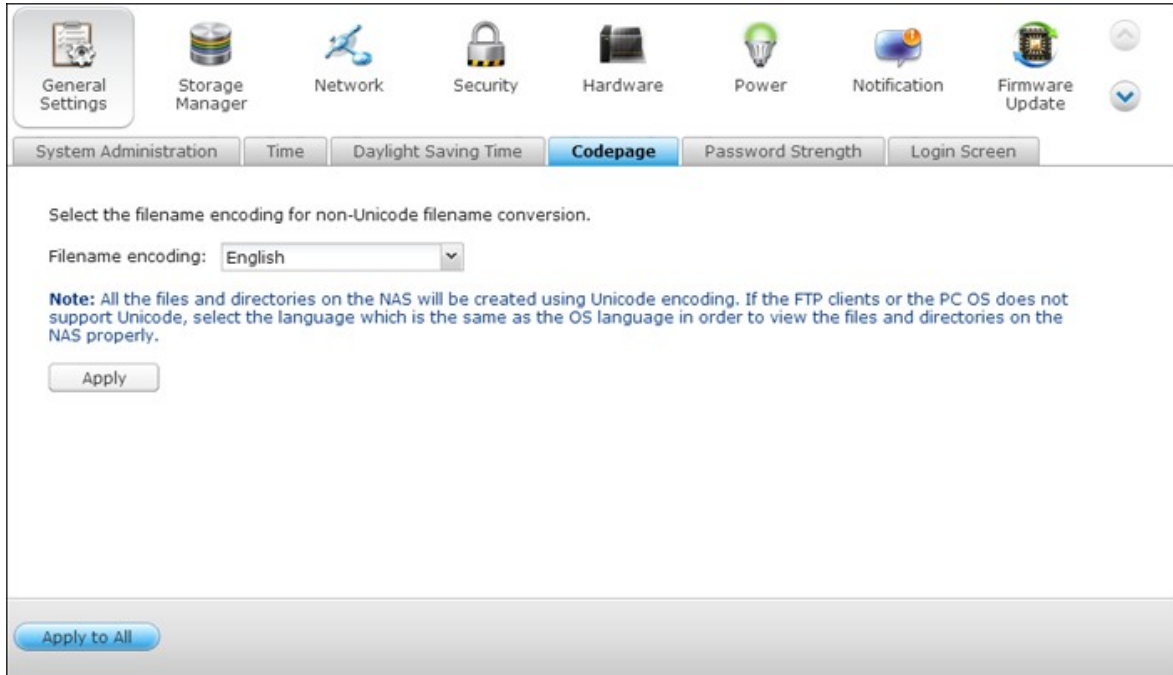 General Settings
Storage Manager
Network
Security
Hardware
Power
Notification
Firmware Update
System Administration
Time
Daylight Saving Time
Codepage
Password Strength
Login Screen
Select the filename encoding for non-Unicode filename conversion.
Filename encoding: English
Note: All the files and directories on the NAS will be created using Unicode encoding. If the FTP clients or the PC OS does not
support Unicode, select the language which is the same as the OS language in order to view the files and directories on the
NAS properly.
Apply
Apply to All